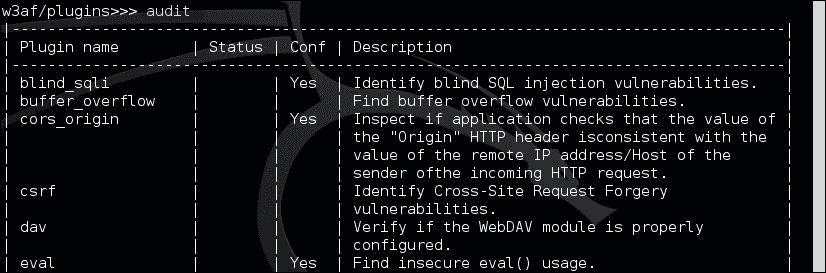 w3af/plugins>>> audit
|-----------------------------------------------------------------------------|
| Plugin name | Status | Conf | Description |
|-----------------------------------------------------------------------------|
| blind_sqli | | Yes | Identify blind SQL injection vulnerabilities. |
| buffer_overflow | | | Find buffer overflow vulnerabilities. |
| cors_origin | | Yes | Inspect if application checks that the value of |
| | | | the "Origin" HTTP header isconsistent with the |
| | | | value of the remote IP address/Host of the |
| | | | sender ofthe incoming HTTP request. |
| csrf | | | Identify Cross-Site Request Forgery |
| | | | vulnerabilities. |
| dav | | | Verify if the WebDAV module is properly |
| | | | configured. |
| eval | | Yes | Find insecure eval() usage. |